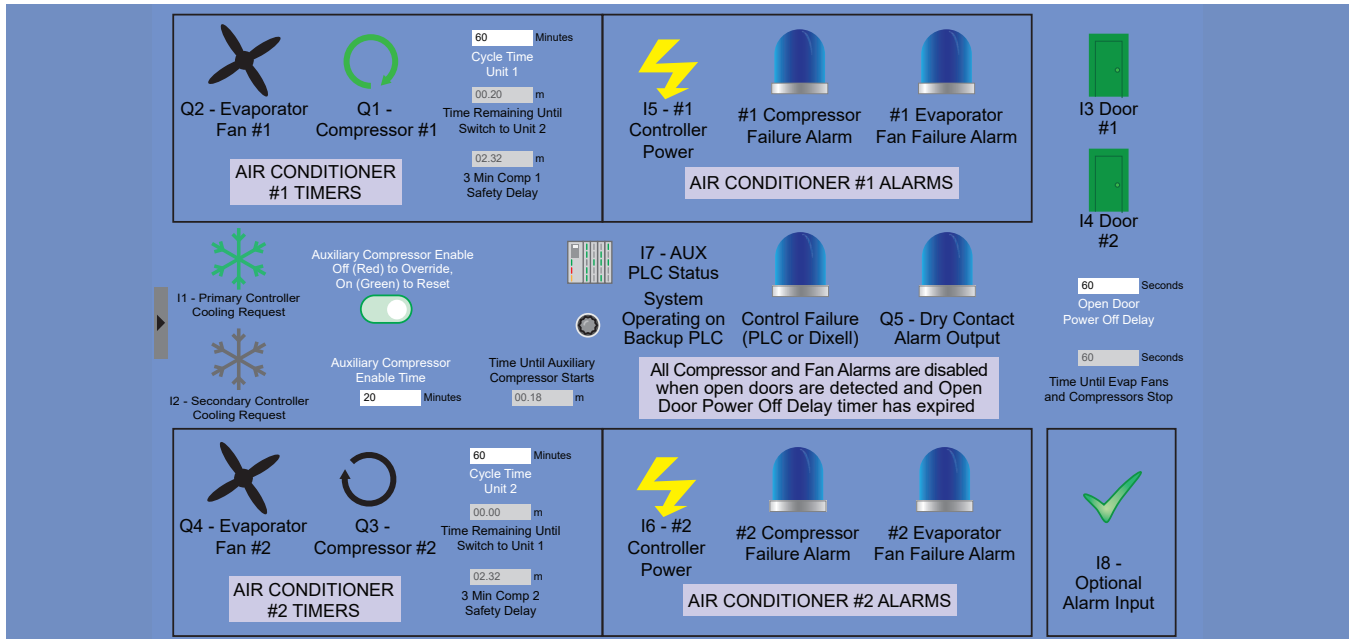 60 Minutes
Cycle Time
Unit 1
Q2 - Evaporator
Fan #1
Q1 -
Compressor #1
00.20 m
Time Remaining Until
Switch to Unit 2
02.32 m
3 Min Comp 1
Safety Delay
AIR CONDITIONER
#1 TIMERS
I5 - #1
Controller
Power
#1 Compressor
Failure Alarm
#1 Evaporator
Fan Failure Alarm
AIR CONDITIONER #1 ALARMS
I3 Door
#1
I4 Door
#2
I1 - Primary Controller
Cooling Request
Auxiliary Compressor Enable
Off (Red) to Override,
On (Green) to Reset
I7 - AUX
PLC Status
System
Operating on
Backup PLC
Control Failure
(PLC or Dixell)
Q5 - Dry Contact
Alarm Output
60 Seconds
Open Door
Power Off Delay
I2 - Secondary Controller
Cooling Request
Auxiliary Compressor
Enable Time
20 Minutes
Time Until Auxiliary
Compressor Starts
00.18 m
All Compressor and Fan Alarms are disabled
when open doors are detected and Open
Door Power Off Delay timer has expired
60 Seconds
Time Until Evap Fans
and Compressors Stop
60 Minutes
Cycle Time
Unit 2
Q4 - Evaporator
Fan #2
Q3 -
Compressor #2
00.00 m
Time Remaining Until
Switch to Unit 1
02.32 m
3 Min Comp 2
Safety Delay
AIR CONDITIONER
#2 TIMERS
I6 - #2
Controller
Power
#2 Compressor
Failure Alarm
#2 Evaporator
Fan Failure Alarm
AIR CONDITIONER #2 ALARMS
I8 -
Optional
Alarm Input